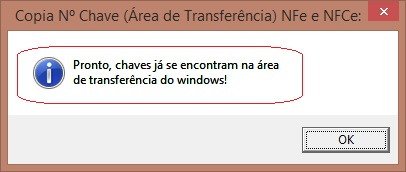 Copia Nº Chave (Área de Transferência) NFe e NFCe:
Pronto, chaves já se encontram na área
de transferência do windows!
OK